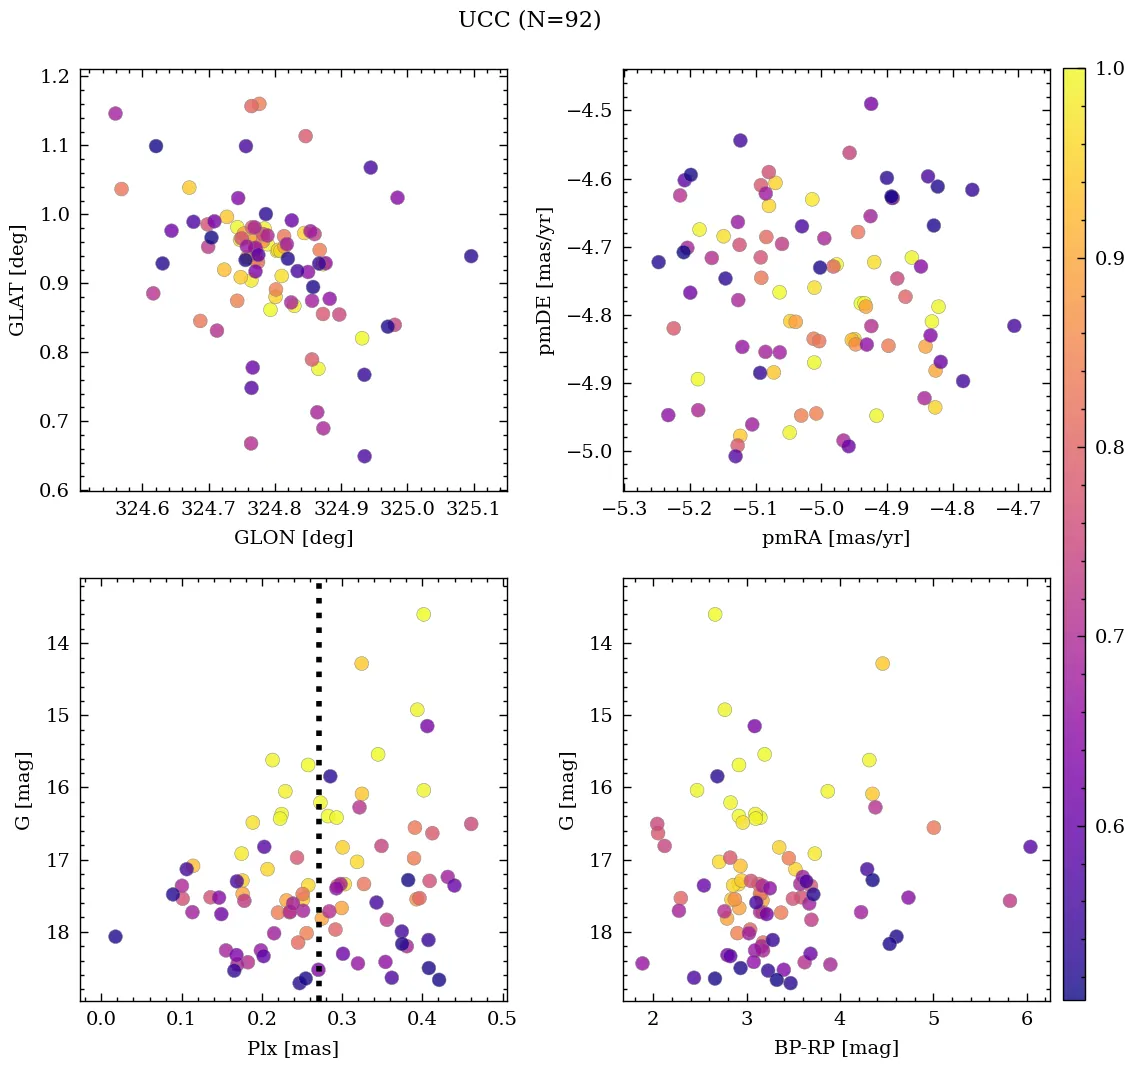 UCC (N=92)
1.2
1.1
1.0
0.9
0.8
0.7
0.6
GLAT [deg]
324.6 324.7 324.8 324.9 325.0 325.1
GLON [deg]
−4.5
−4.6
−4.7
−4.8
−4.9
−5.0
pmDE [mas/yr]
−5.3 −5.2 −5.1 −5.0 −4.9 −4.8 −4.7
pmRA [mas/yr]
14
15
16
17
18
G [mag]
0.0 0.1 0.2 0.3 0.4 0.5
Plx [mas]
14
15
16
17
18
G [mag]
2 3 4 5 6
BP-RP [mag]
1.0
0.9
0.8
0.7
0.6